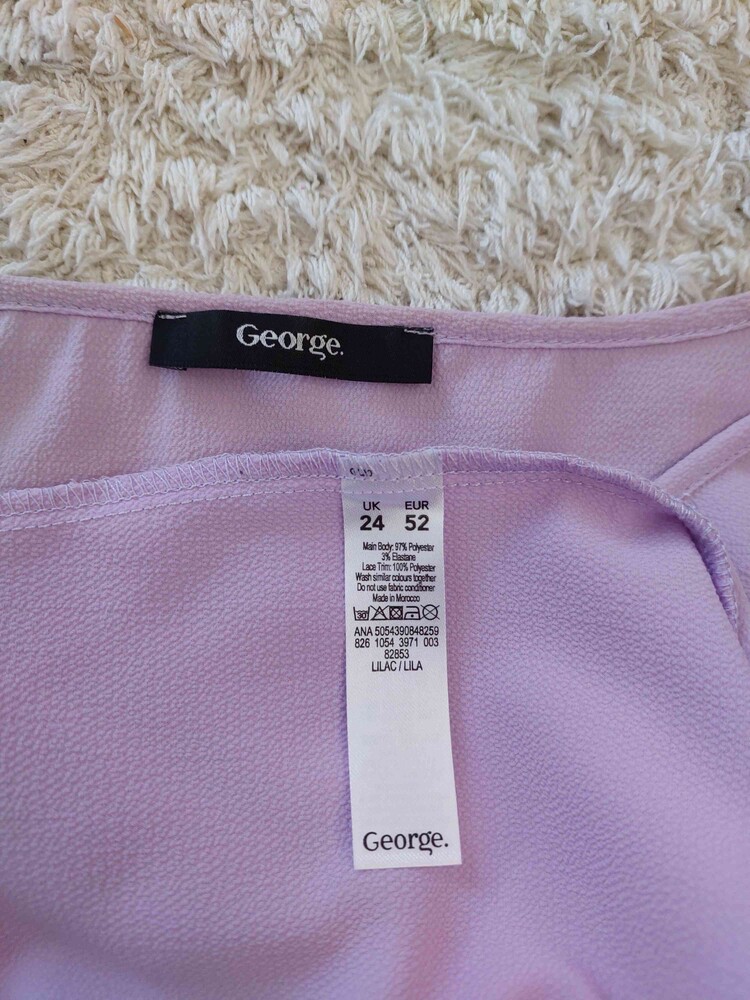 George.
UK EUR
24 52
Main Body: 97% Polyester
3% Elastane
Lace Trim: 100% Polyester
Wash similar colours together
Do not use fabric conditioner
Made in Morocco
30
ANA 5054390848259
826 1054 3971 003
82853
LILAC / LILA
George.